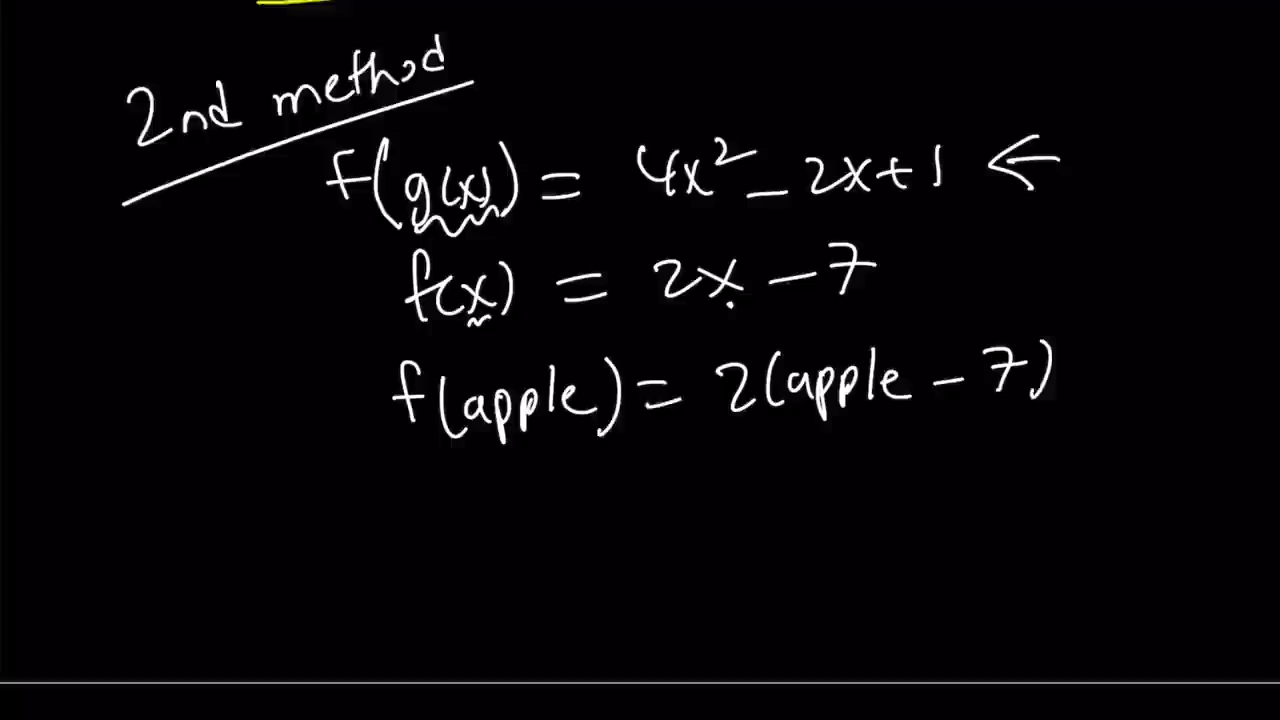 2nd method
f(g(x)) = 4x² - 2x + 1 ←
f(x) = 2x - 7
f(apple) = 2(apple - 7)